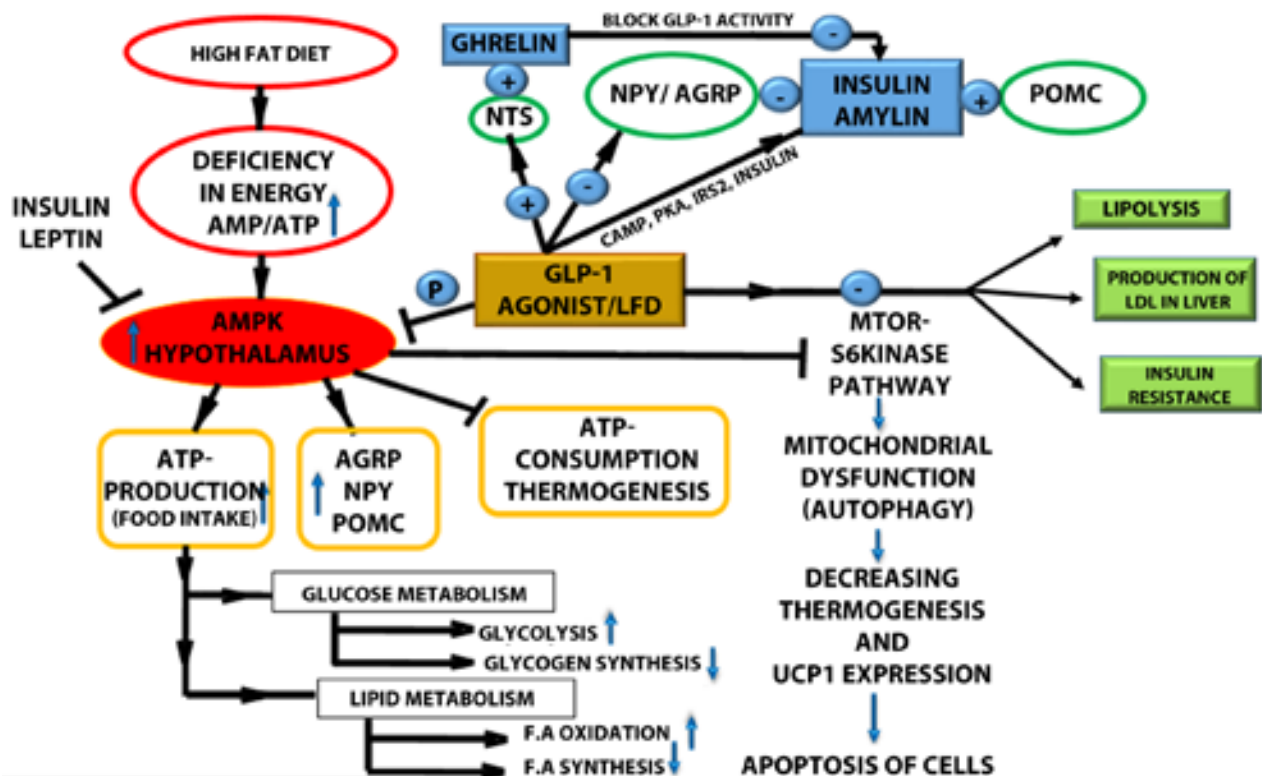 HIGH FAT DIET
DEFICIENCY
IN ENERGY
AMP/ATP
INSULIN
LEPTIN
AMPK
HYPOTHALAMUS
P
GHRELIN
+
NTS
+
BLOCK GLP-1 ACTIVITY
-
NPY/ AGRP
-
-
INSULIN
AMYLIN
+
POMC
CAMP, PKA, IRS2, INSULIN
GLP-1
AGONIST/LFD
-
LIPOLYSIS
PRODUCTION OF
LDL IN LIVER
INSULIN
RESISTANCE
MTOR-
S6KINASE
PATHWAY
MITOCHONDRIAL
DYSFUNCTION
(AUTOPHAGY)
DECREASING
THERMOGENESIS
AND
UCP1 EXPRESSION
APOPTOSIS OF CELLS
ATP-
PRODUCTION
(FOOD INTAKE)
AGRP
NPY
POMC
ATP-
CONSUMPTION
THERMOGENESIS
GLUCOSE METABOLISM
GLYCOLYSIS
GLYCOGEN SYNTHESIS
LIPID METABOLISM
F.A OXIDATION
F.A SYNTHESIS